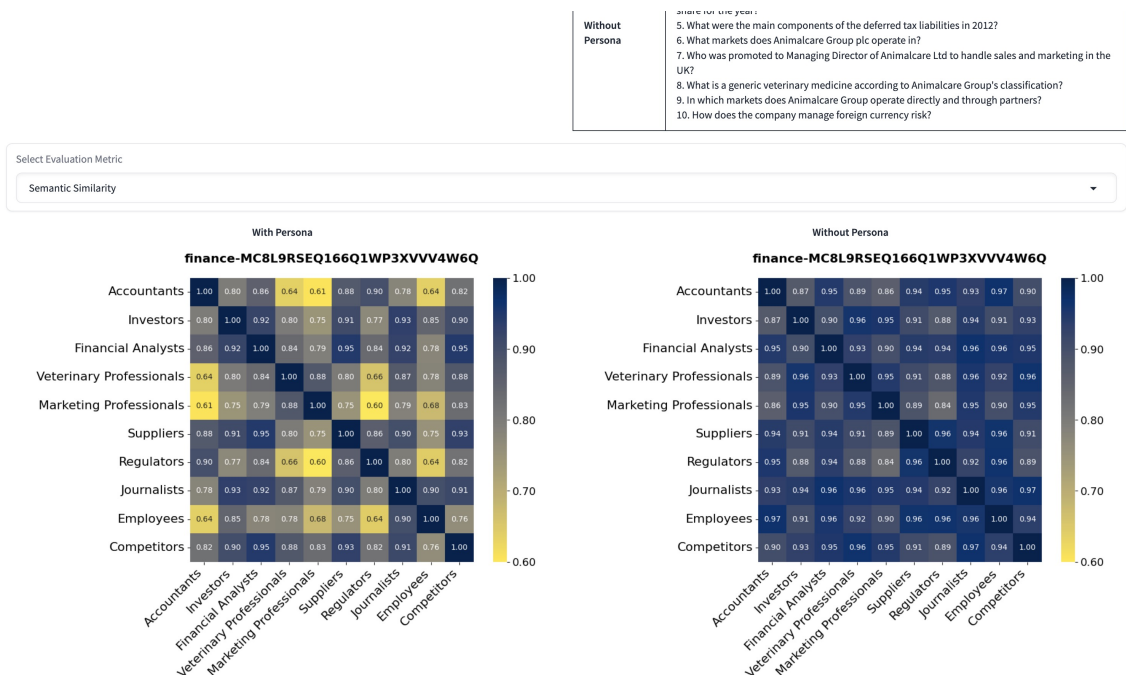 share for the year?
Without
Persona
5. What were the main components of the deferred tax liabilities in 2012?
6. What markets does Animalcare Group plc operate in?
7. Who was promoted to Managing Director of Animalcare Ltd to handle sales and marketing in the
UK?
8. What is a generic veterinary medicine according to Animalcare Group's classification?
9. In which markets does Animalcare Group operate directly and through partners?
10. How does the company manage foreign currency risk?
Select Evaluation Metric
Semantic Similarity
With Persona
finance-MC8L9RSEQ166Q1WP3XVVV4W6Q
Accountants 1.00 0.80 0.86 0.64 0.61 0.88 0.90 0.78 0.64 0.82
Investors 0.80 1.00 0.92 0.80 0.75 0.91 0.77 0.93 0.85 0.90
Financial Analysts 0.86 0.92 1.00 0.84 0.79 0.95 0.84 0.92 0.78 0.95
Veterinary Professionals 0.64 0.80 0.84 1.00 0.88 0.80 0.66 0.87 0.78 0.88
Marketing Professionals 0.61 0.75 0.79 0.88 1.00 0.75 0.60 0.79 0.68 0.83
Suppliers 0.88 0.91 0.95 0.80 0.75 1.00 0.86 0.90 0.75 0.93
Regulators 0.90 0.77 0.84 0.66 0.60 0.86 1.00 0.80 0.64 0.82
Journalists 0.78 0.93 0.92 0.87 0.79 0.90 0.80 1.00 0.90 0.91
Employees 0.64 0.85 0.78 0.78 0.68 0.75 0.64 0.90 1.00 0.76
Competitors 0.82 0.90 0.95 0.88 0.83 0.93 0.82 0.91 0.76 1.00
Accountants
Investors
Financial Analysts
Veterinary Professionals
Marketing Professionals
Suppliers
Regulators
Journalists
Employees
Competitors
1.00
0.90
0.80
0.70
0.60
Without Persona
finance-MC8L9RSEQ166Q1WP3XVVV4W6Q
Accountants 1.00 0.87 0.95 0.89 0.86 0.94 0.95 0.93 0.97 0.90
Investors 0.87 1.00 0.90 0.96 0.95 0.91 0.88 0.94 0.91 0.93
Financial Analysts 0.95 0.90 1.00 0.93 0.90 0.94 0.94 0.96 0.96 0.95
Veterinary Professionals 0.89 0.96 0.93 1.00 0.95 0.91 0.88 0.96 0.92 0.96
Marketing Professionals 0.86 0.95 0.90 0.95 1.00 0.89 0.84 0.95 0.90 0.95
Suppliers 0.94 0.91 0.94 0.91 0.89 1.00 0.96 0.94 0.96 0.91
Regulators 0.95 0.88 0.94 0.88 0.84 0.96 1.00 0.92 0.96 0.89
Journalists 0.93 0.94 0.96 0.96 0.95 0.94 0.92 1.00 0.96 0.97
Employees 0.97 0.91 0.96 0.92 0.90 0.96 0.96 0.96 1.00 0.94
Competitors 0.90 0.93 0.95 0.96 0.95 0.91 0.89 0.97 0.94 1.00
Accountants
Investors
Financial Analysts
Veterinary Professionals
Marketing Professionals
Suppliers
Regulators
Journalists
Employees
Competitors
1.00
0.90
0.80
0.70
0.60